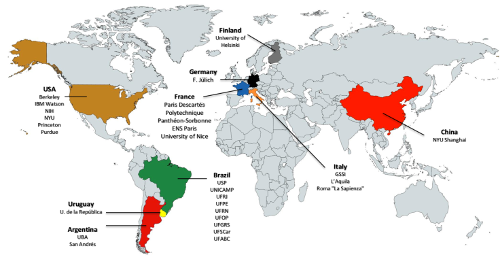 Finland
University of
Helsinki
Germany
F. Jülich
France
Paris Descartes
Polytechnique
Panthéon-Sorbonne
ENS Paris
University of Nice
USA
Berkeley
IBM Watson
NIH
NYU
Princeton
Purdue
China
NYU Shanghai
Italy
GSSI
L'Aquila
Roma "La Sapienza"
Brazil
USP
UNICAMP
UFRJ
UFPE
UFRN
UFOP
UFGRS
UFSCar
UFABC
Uruguay
U. de la República
Argentina
UBA
San Andrés